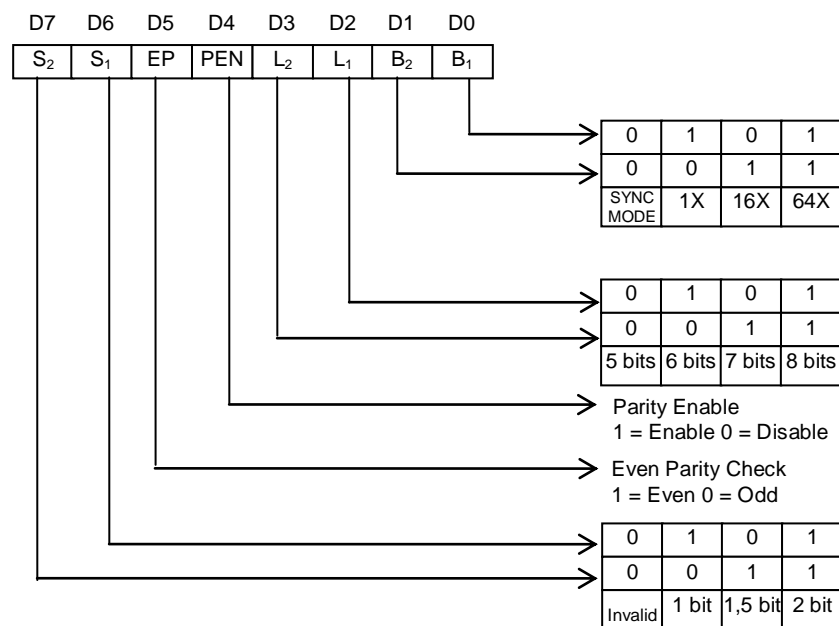 D7 D6 D5 D4 D3 D2 D1 D0
S₂ S₁ EP PEN L₂ L₁ B₂ B₁
0 1 0 1
0 0 1 1
SYNC MODE 1X 16X 64X
0 1 0 1
0 0 1 1
5 bits 6 bits 7 bits 8 bits
Parity Enable
1 = Enable 0 = Disable
Even Parity Check
1 = Even 0 = Odd
0 1 0 1
0 0 1 1
Invalid 1 bit 1,5 bit 2 bit